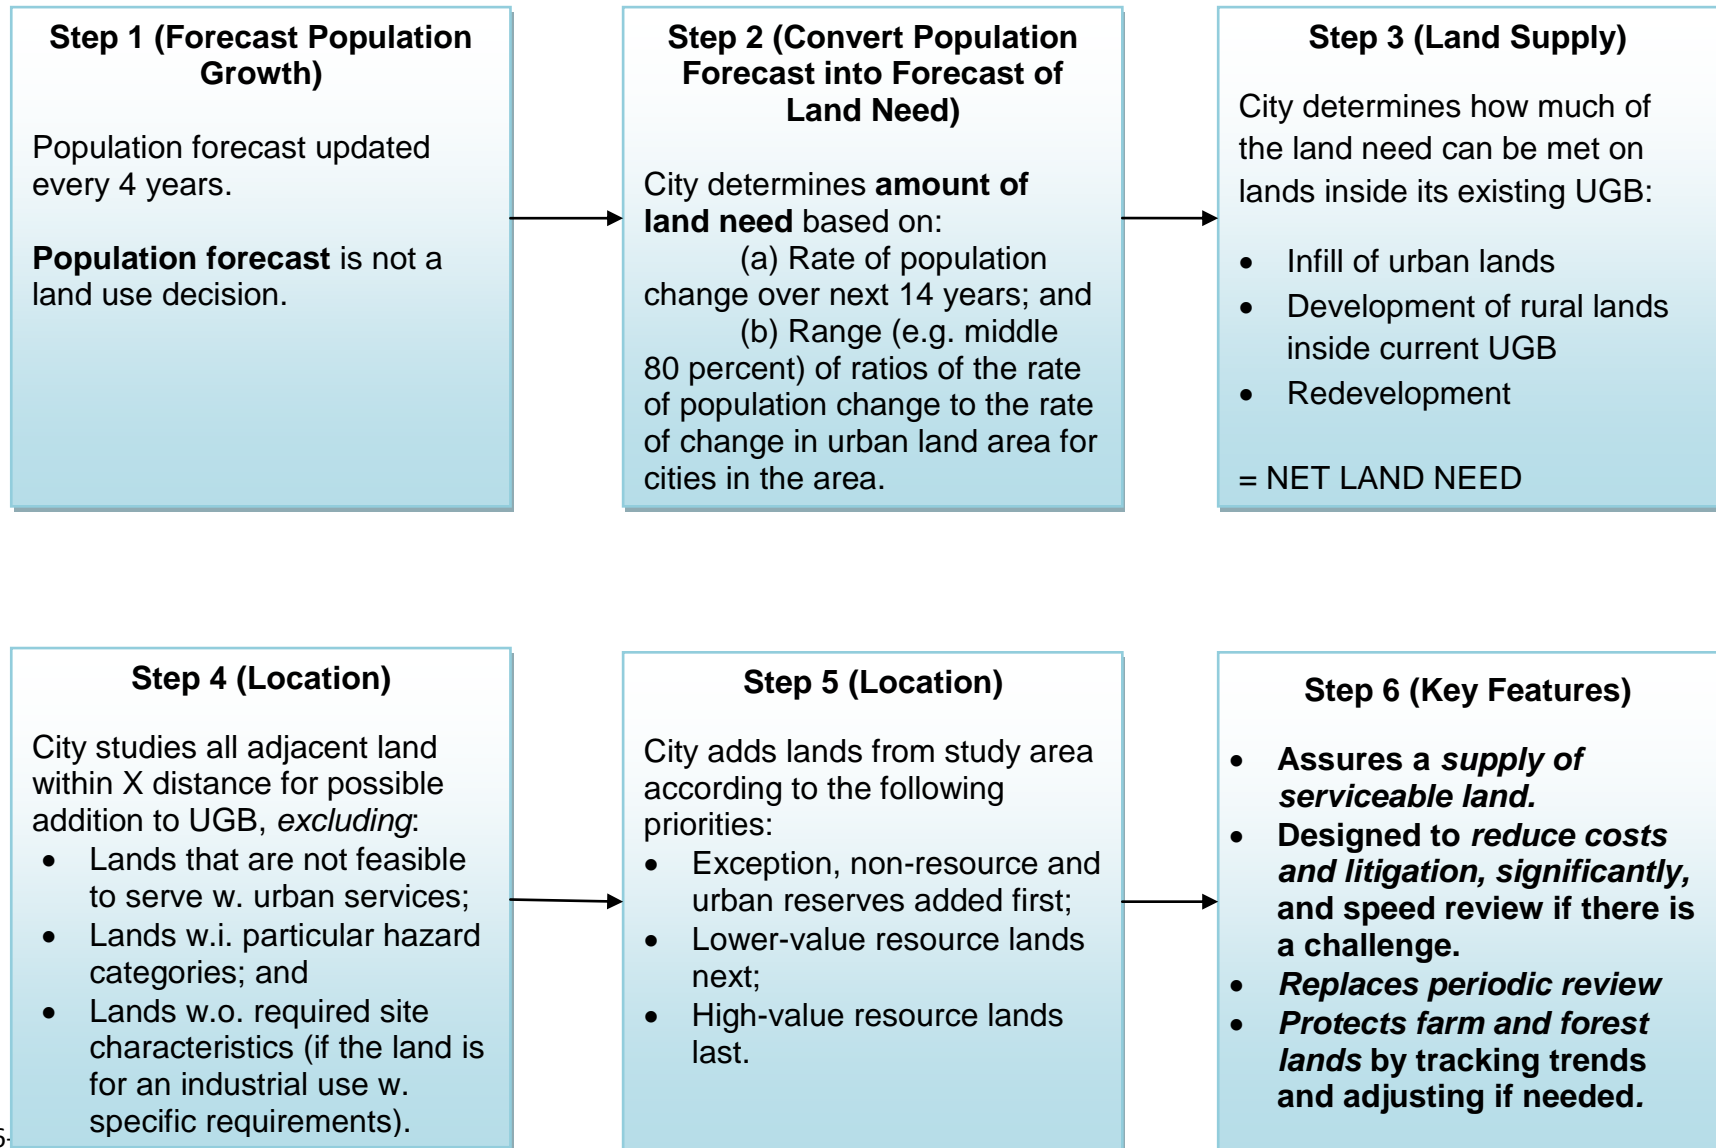 Step 1 (Forecast Population
Growth)
Population forecast updated
every 4 years.
Population forecast is not a
land use decision.
Step 2 (Convert Population
Forecast into Forecast of
Land Need)
City determines amount of
land need based on:
(a) Rate of population
change over next 14 years; and
(b) Range (e.g. middle
80 percent) of ratios of the rate
of population change to the rate
of change in urban land area for
cities in the area.
Step 3 (Land Supply)
City determines how much of
the land need can be met on
lands inside its existing UGB:
• Infill of urban lands
• Development of rural lands
inside current UGB
• Redevelopment
= NET LAND NEED
Step 4 (Location)
City studies all adjacent land
within X distance for possible
addition to UGB, excluding:
• Lands that are not feasible
to serve w. urban services;
• Lands w.i. particular hazard
categories; and
• Lands w.o. required site
characteristics (if the land is
for an industrial use w.
specific requirements).
Step 5 (Location)
City adds lands from study area
according to the following
priorities:
• Exception, non-resource and
urban reserves added first;
• Lower-value resource lands
next;
• High-value resource lands
last.
Step 6 (Key Features)
• Assures a supply of
serviceable land.
• Designed to reduce costs
and litigation, significantly,
and speed review if there is
a challenge.
• Replaces periodic review
• Protects farm and forest
lands by tracking trends
and adjusting if needed.